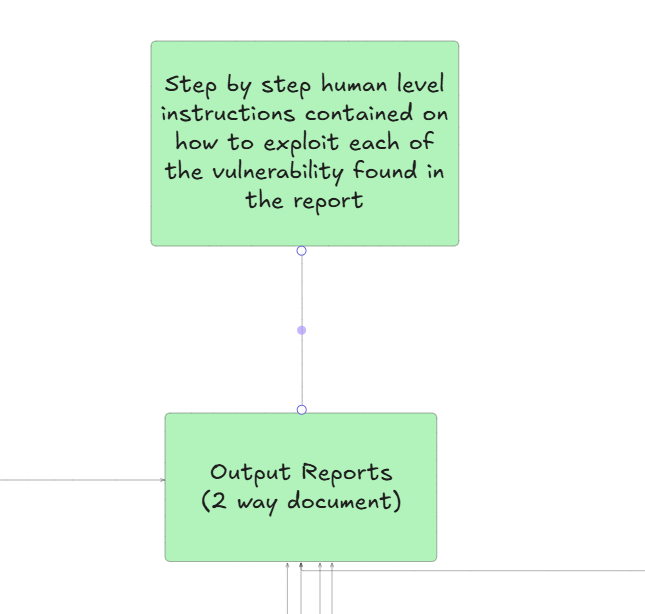 Step by step human level
instructions contained on
how to exploit each of
the vulnerability found in
the report
Output Reports
(2 way document)